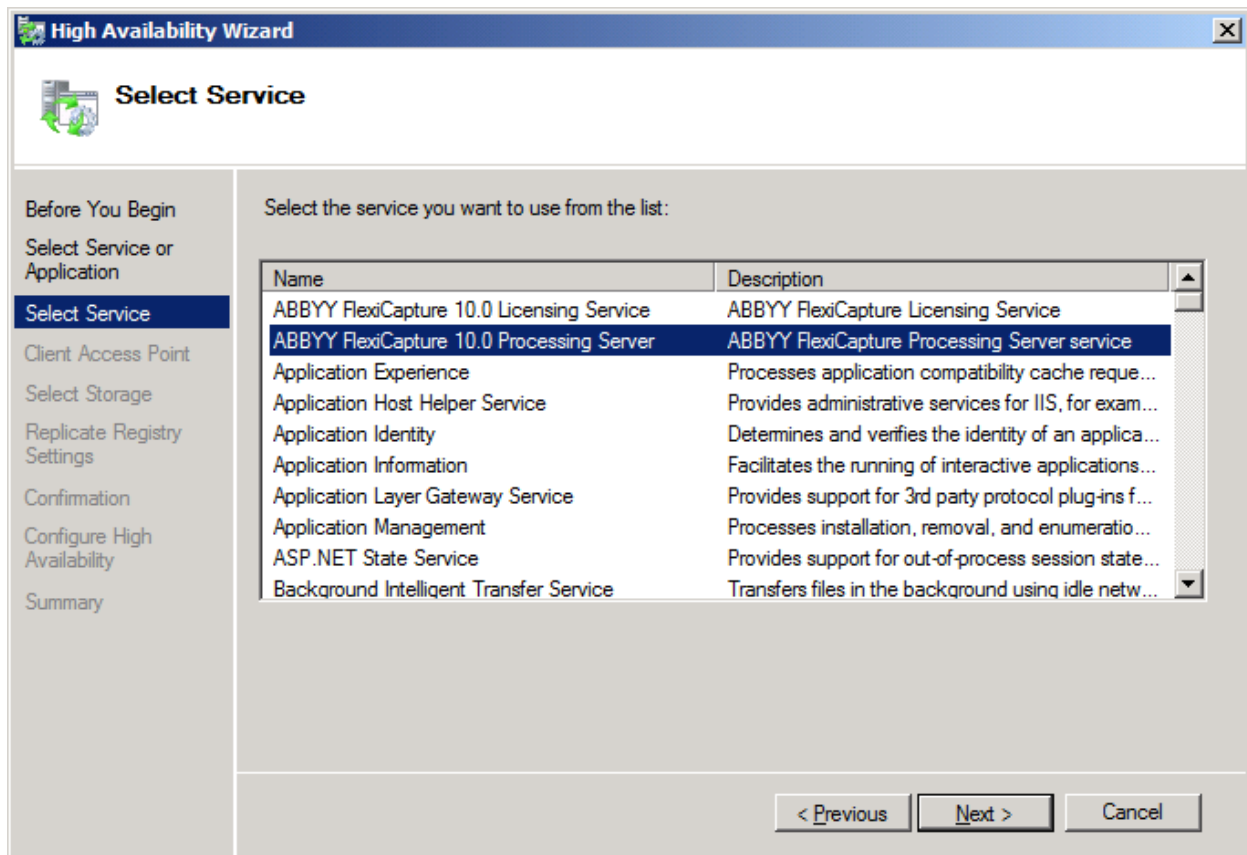 High Availability Wizard
Select Service
Before You Begin
Select Service or
Application
Select Service
Client Access Point
Select Storage
Replicate Registry
Settings
Confirmation
Configure High
Availability
Summary
Select the service you want to use from the list:
Name Description
ABBYY FlexiCapture 10.0 Licensing Service ABBYY FlexiCapture Licensing Service
ABBYY FlexiCapture 10.0 Processing Server ABBYY FlexiCapture Processing Server service
Application Experience Processes application compatibility cache reque...
Application Host Helper Service Provides administrative services for IIS, for exam...
Application Identity Determines and verifies the identity of an applica...
Application Information Facilitates the running of interactive applications...
Application Layer Gateway Service Provides support for 3rd party protocol plug-ins f...
Application Management Processes installation, removal, and enumeratio...
ASP.NET State Service Provides support for out-of-process session state...
Background Intelligent Transfer Service Transfers files in the background using idle netw...
< Previous Next > Cancel